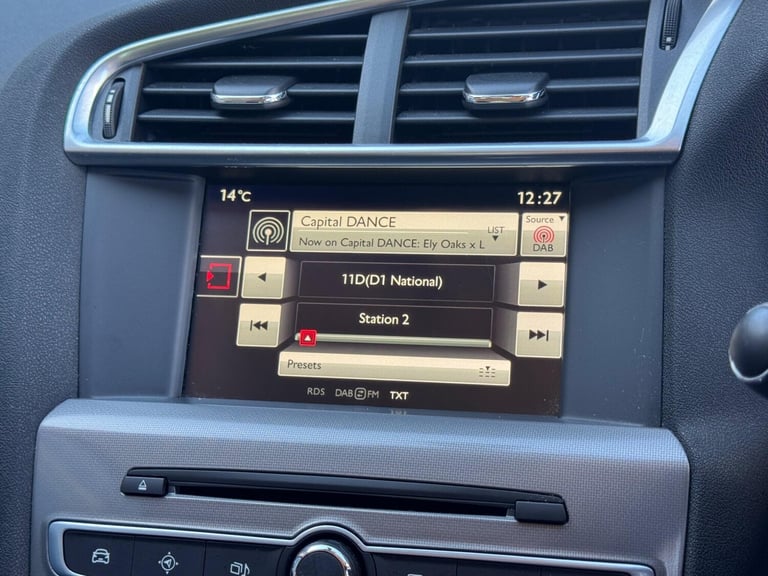 14°C
12:27
Capital DANCE
LIST
Source
Now on Capital DANCE: Ely Oaks x L
DAB
11D(D1 National)
Station 2
Presets
RDS DAB FM TXT